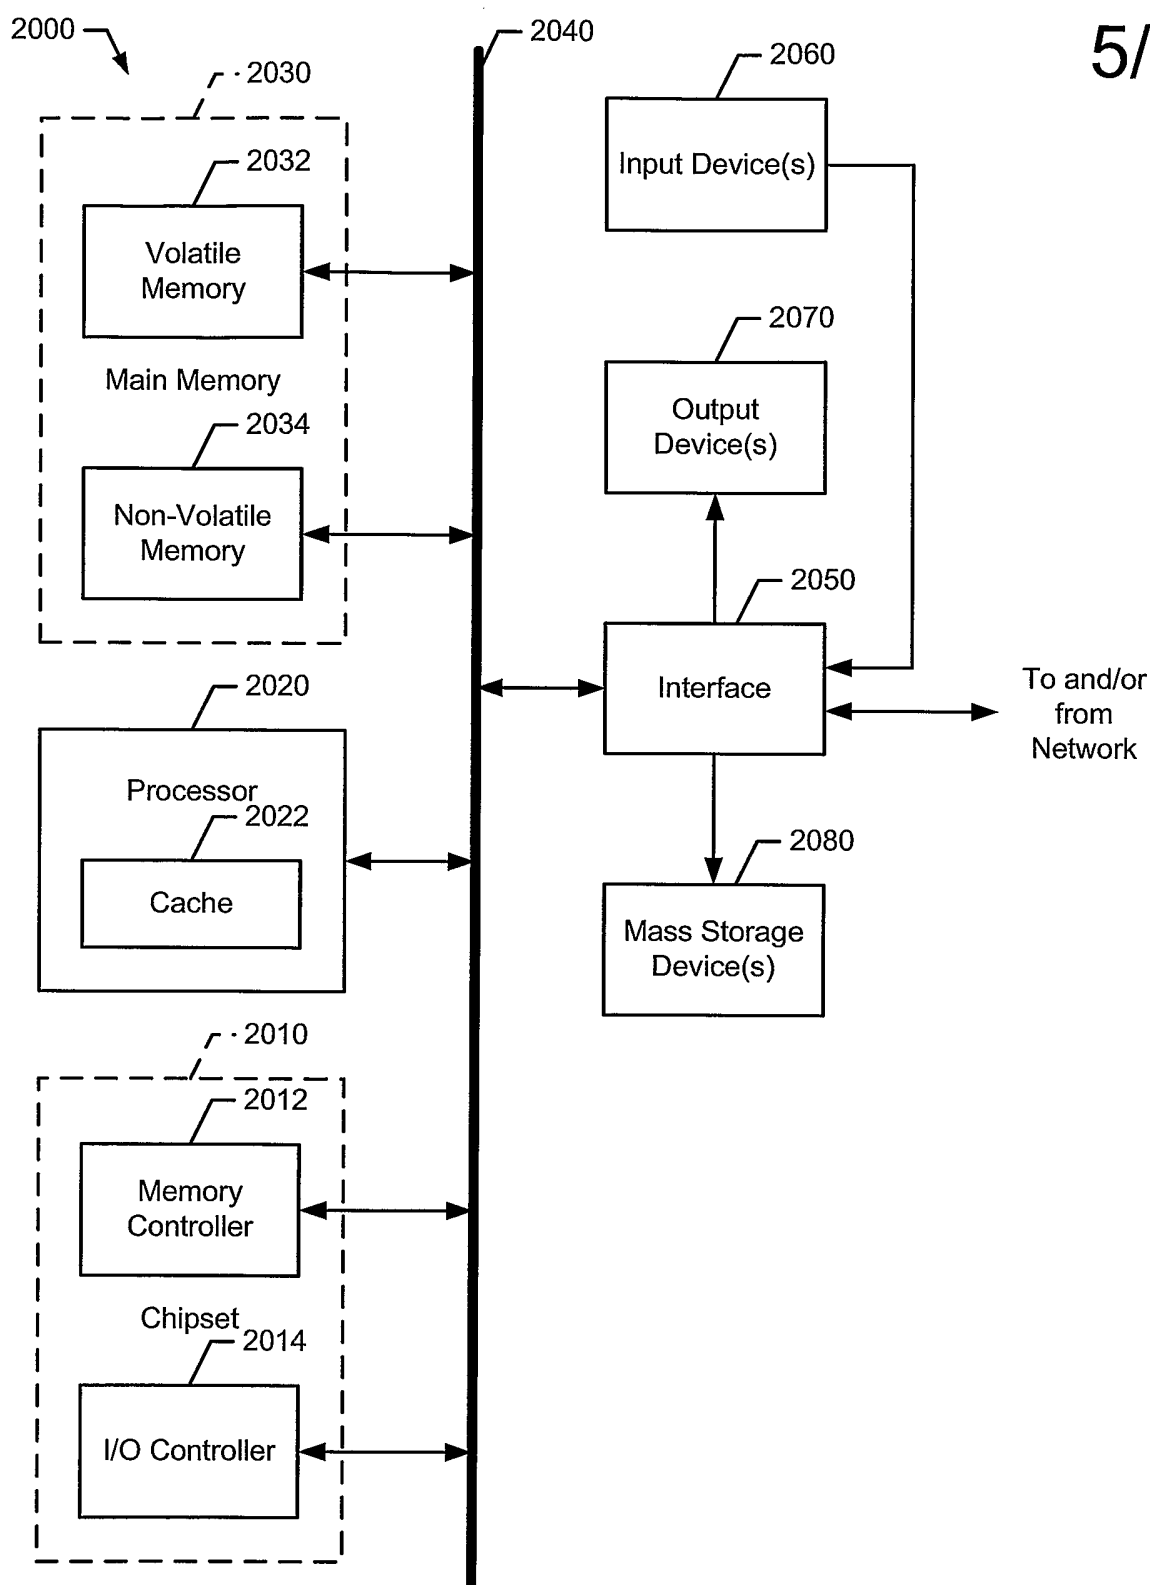 2000
2040
5/
2030
2060
2032
Input Device(s)
Volatile
Memory
2070
Main Memory
Output
Device(s)
2034
Non-Volatile
Memory
2050
Interface
To and/or
from
Network
2020
Processor
2022
Cache
2080
Mass Storage
Device(s)
2010
2012
Memory
Controller
Chipset
2014
I/O Controller